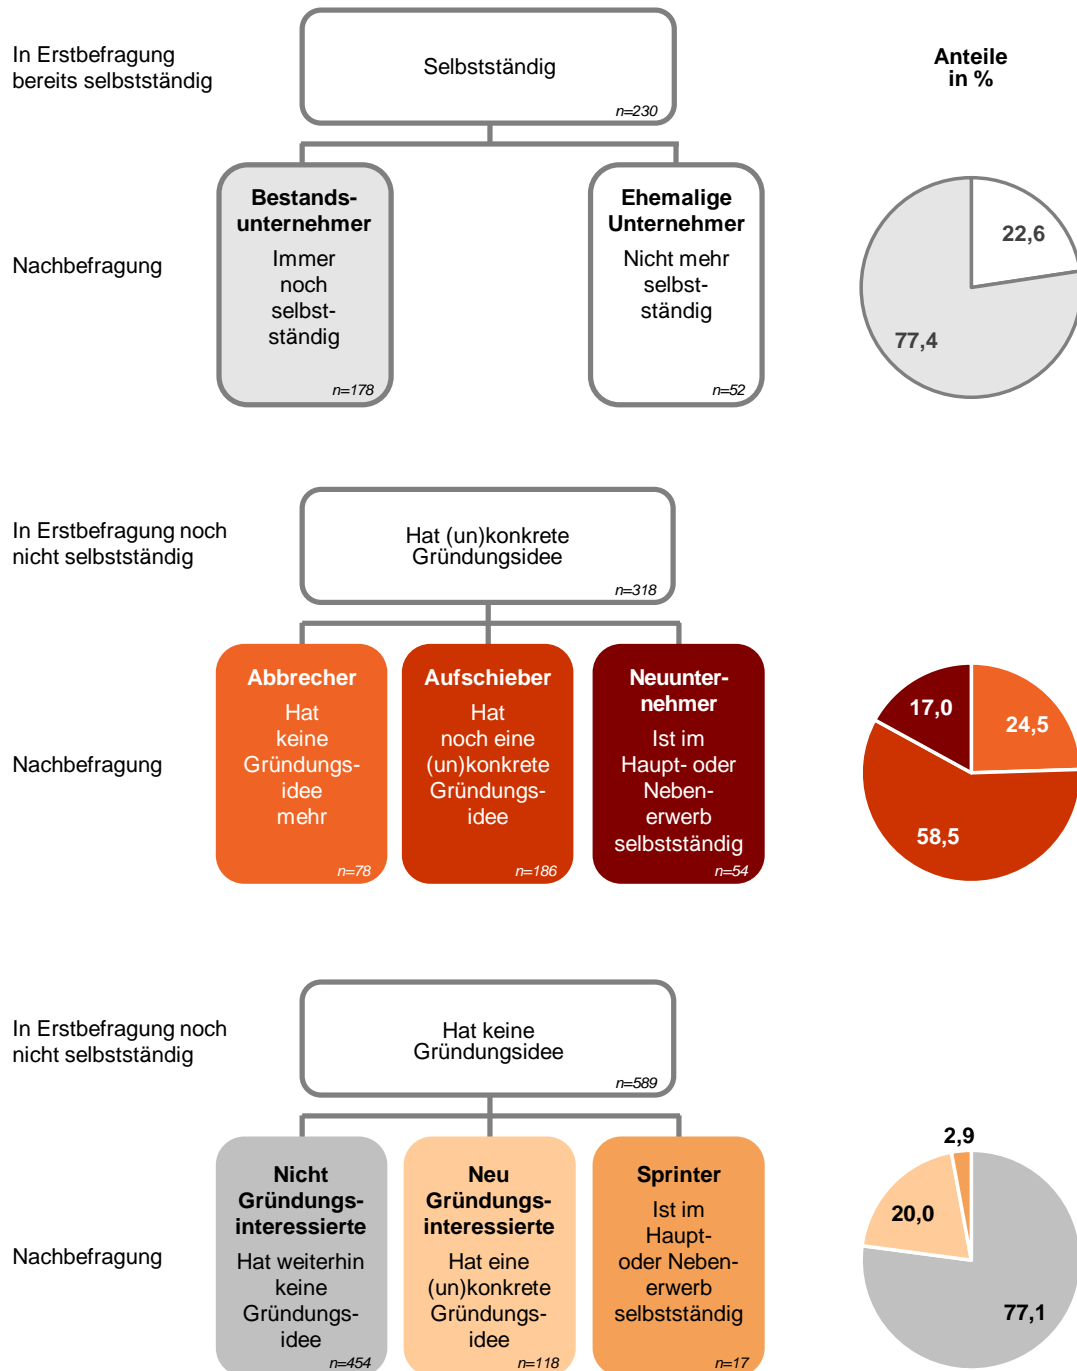 In Erstbefragung
bereits selbstständig
Selbstständig
n=230
Anteile
in %
Nachbefragung
Bestands-
unternehmer
Immer
noch
selbst-
ständig
n=178
Ehemalige
Unternehmer
Nicht mehr
selbst-
ständig
n=52
22,6
77,4
In Erstbefragung noch
nicht selbstständig
Hat (un)konkrete
Gründungsidee
n=318
Nachbefragung
Abbrecher
Hat
keine
Gründungs-
idee
mehr
n=78
Aufschieber
Hat
noch eine
(un)konkrete
Gründungs-
idee
n=186
Neuunter-
nehmer
Ist im
Haupt- oder
Neben-
erwerb
selbstständig
n=54
17,0
24,5
58,5
In Erstbefragung noch
nicht selbstständig
Hat keine
Gründungsidee
n=589
Nachbefragung
Nicht
Gründungs-
interessierte
Hat weiterhin
keine
Gründungs-
idee
n=454
Neu
Gründungs-
interessierte
Hat eine
(un)konkrete
Gründungs-
idee
n=118
Sprinter
Ist im
Haupt-
oder Neben-
erwerb
selbstständig
n=17
2,9
20,0
77,1